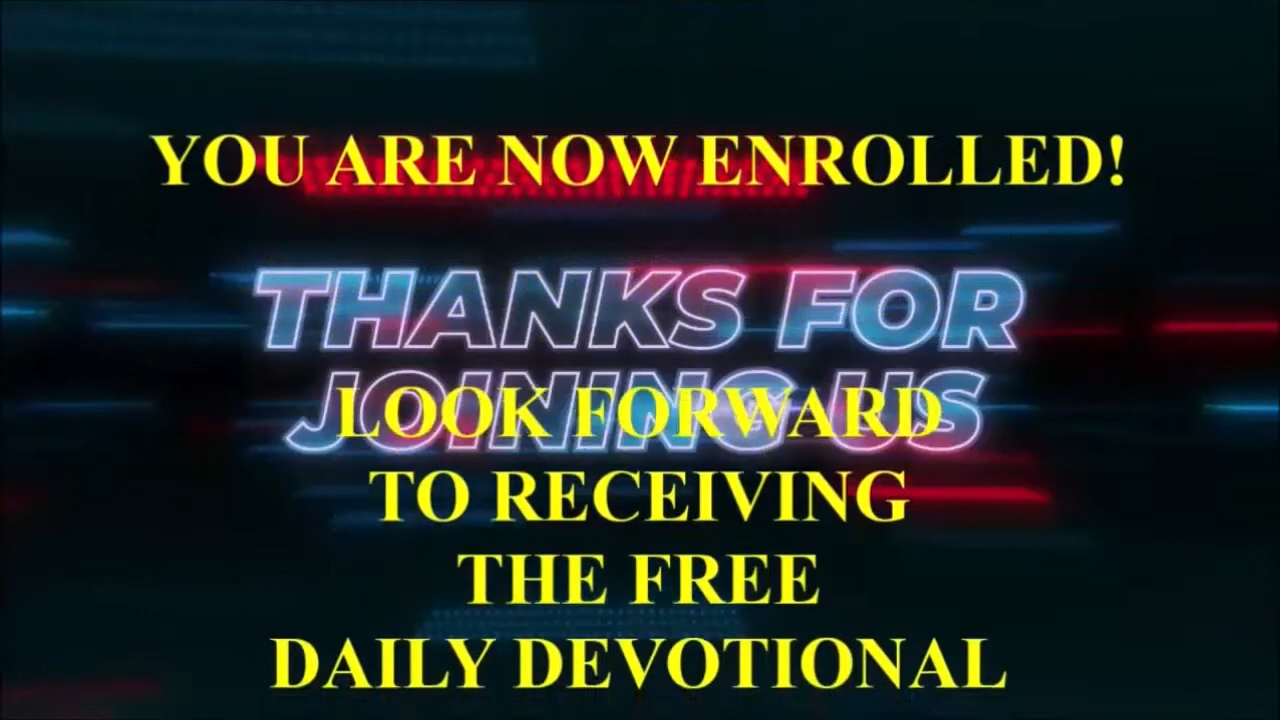 YOU ARE NOW ENROLLED!
THANKS FOR
JOINING US
LOOK FORWARD
TO RECEIVING
THE FREE
DAILY DEVOTIONAL